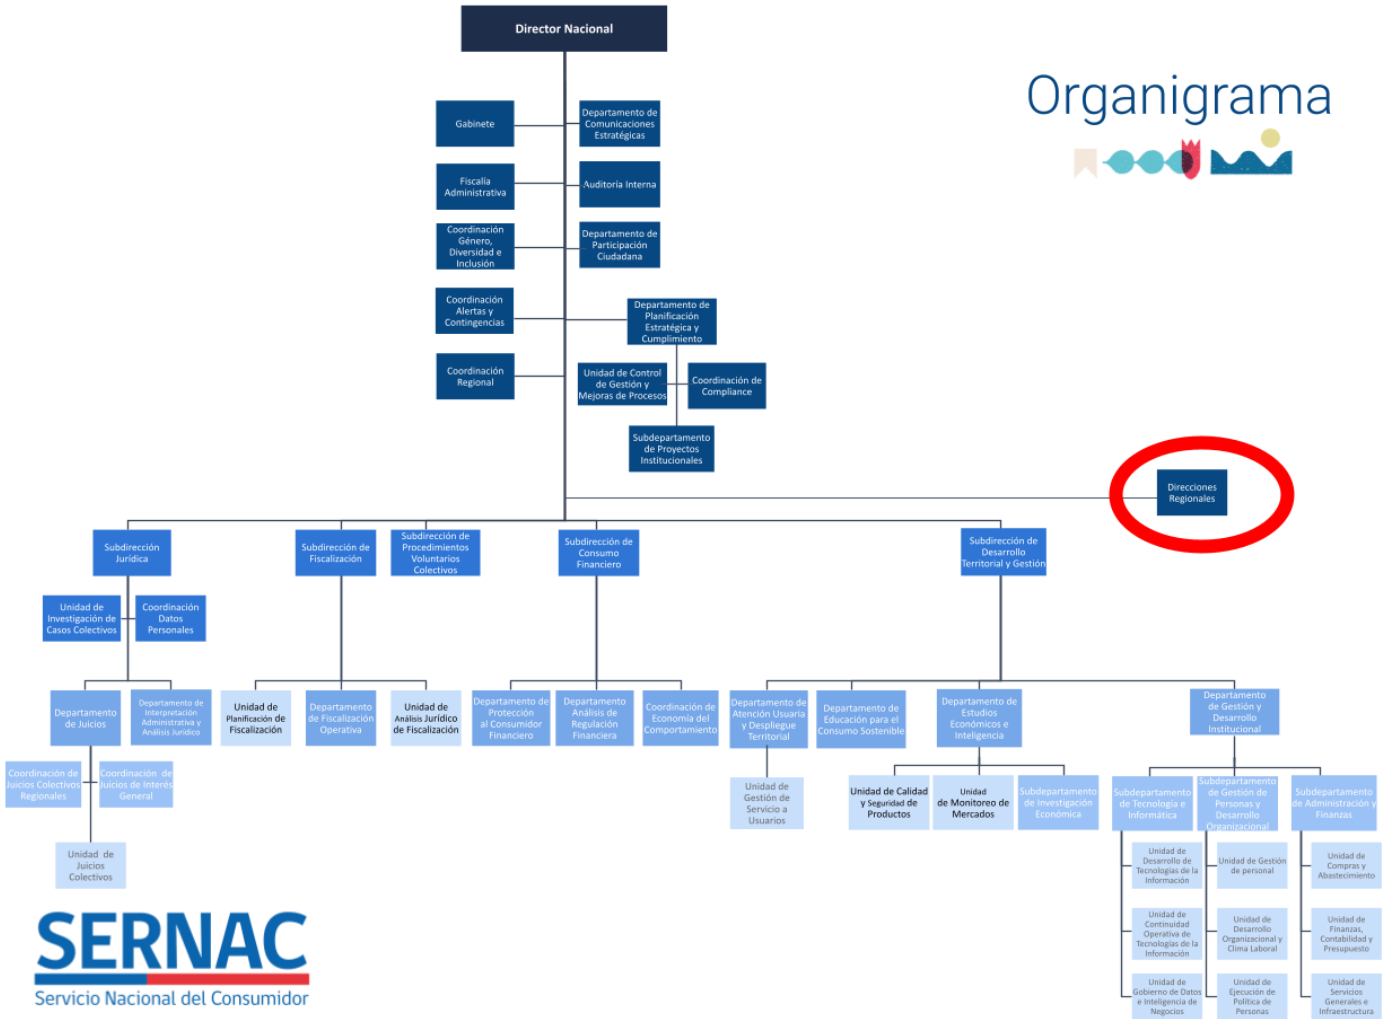 Director Nacional
Organigrama
Gabinete
Departamento de
Comunicaciones
Estratégicas
Fiscalía
Administrativa
Auditoría Interna
Coordinación
Género,
Diversidad e
Inclusión
Departamento de
Participación
Ciudadana
Coordinación
Alertas y
Contingencias
Departamento de
Planificación
Estratégica y
Cumplimiento
Coordinación
Regional
Unidad de Control
de Gestión y
Mejoras de Procesos
Coordinación de
Compliance
Subdepartamento
de Proyectos
Institucionales
Direcciones
Regionales
Subdirección
Jurídica
Subdirección de
Fiscalización
Subdirección de
Procedimientos
Voluntarios
Colectivos
Subdirección de
Consumo
Financiero
Subdirección de
Desarrollo
Territorial y Gestión
Unidad de
Investigación de
Casos Colectivos
Coordinación
Datos
Personales
Departamento
de Juicios
Departamento de
Interpretación
Administrativa y
Análisis Jurídico
Unidad de
Planificación de
Fiscalización
Departamento
de Fiscalización
Operativa
Unidad de
Análisis Jurídico
de Fiscalización
Departamento de
Protección
al Consumidor
Financiero
Departamento
Análisis de
Regulación
Financiera
Coordinación de
Economía del
Comportamiento
Departamento de
Atención Usuaria
y Despliegue
Territorial
Departamento de
Educación para el
Consumo Sostenible
Departamento de
Estudios
Económicos e
Inteligencia
Departamento
de Gestión y
Desarrollo
Institucional
Coordinación de
Juicios Colectivos
Regionales
Coordinación de
Juicios de Interés
General
Unidad de
Gestión de
Servicio a
Usuarios
Unidad de Calidad
y Seguridad de
Productos
Unidad
de Monitoreo de
Mercados
Subdepartamento
de Investigación
Económica
Subdepartamento
de Tecnología e
Informática
Subdepartamento
de Gestión de
Personas y
Desarrollo
Organizacional
Subdepartamento
de Administración y
Finanzas
Unidad de
Juicios
Colectivos
Unidad de
Desarrollo de
Tecnologías de la
Información
Unidad de Gestión
de personal
Unidad de
Compras y
Abastecimiento
Unidad de
Continuidad
Operativa de
Tecnologías de la
Información
Unidad de
Desarrollo
Organizacional y
Clima Laboral
Unidad de
Finanzas,
Contabilidad y
Presupuesto
Unidad de
Gobierno de Datos
e Inteligencia de
Negocios
Unidad de
Ejecución de
Política de
Personas
Unidad de
Servicios
Generales e
Infraestructura
SERNAC
Servicio Nacional del Consumidor